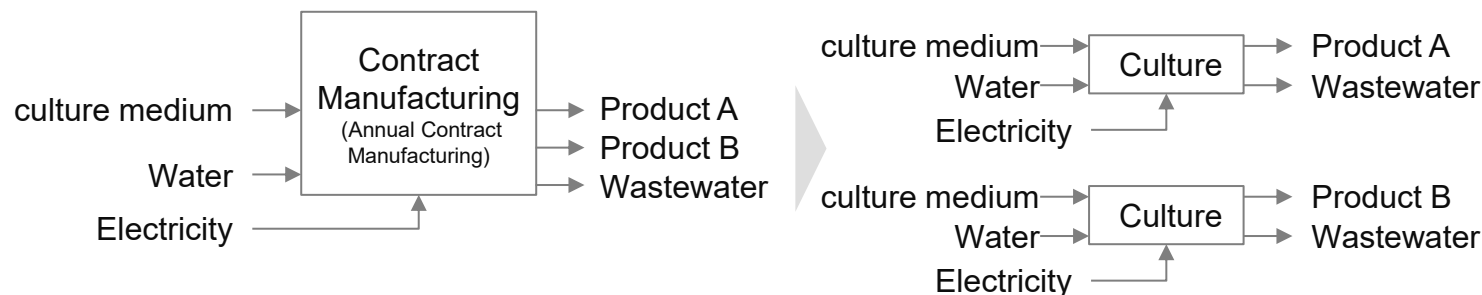 culture medium
Water
Electricity
Contract
Manufacturing
(Annual Contract
Manufacturing)
Product A
Product B
Wastewater
culture medium
Water
Electricity
Culture
Product A
Wastewater
culture medium
Water
Electricity
Culture
Product B
Wastewater